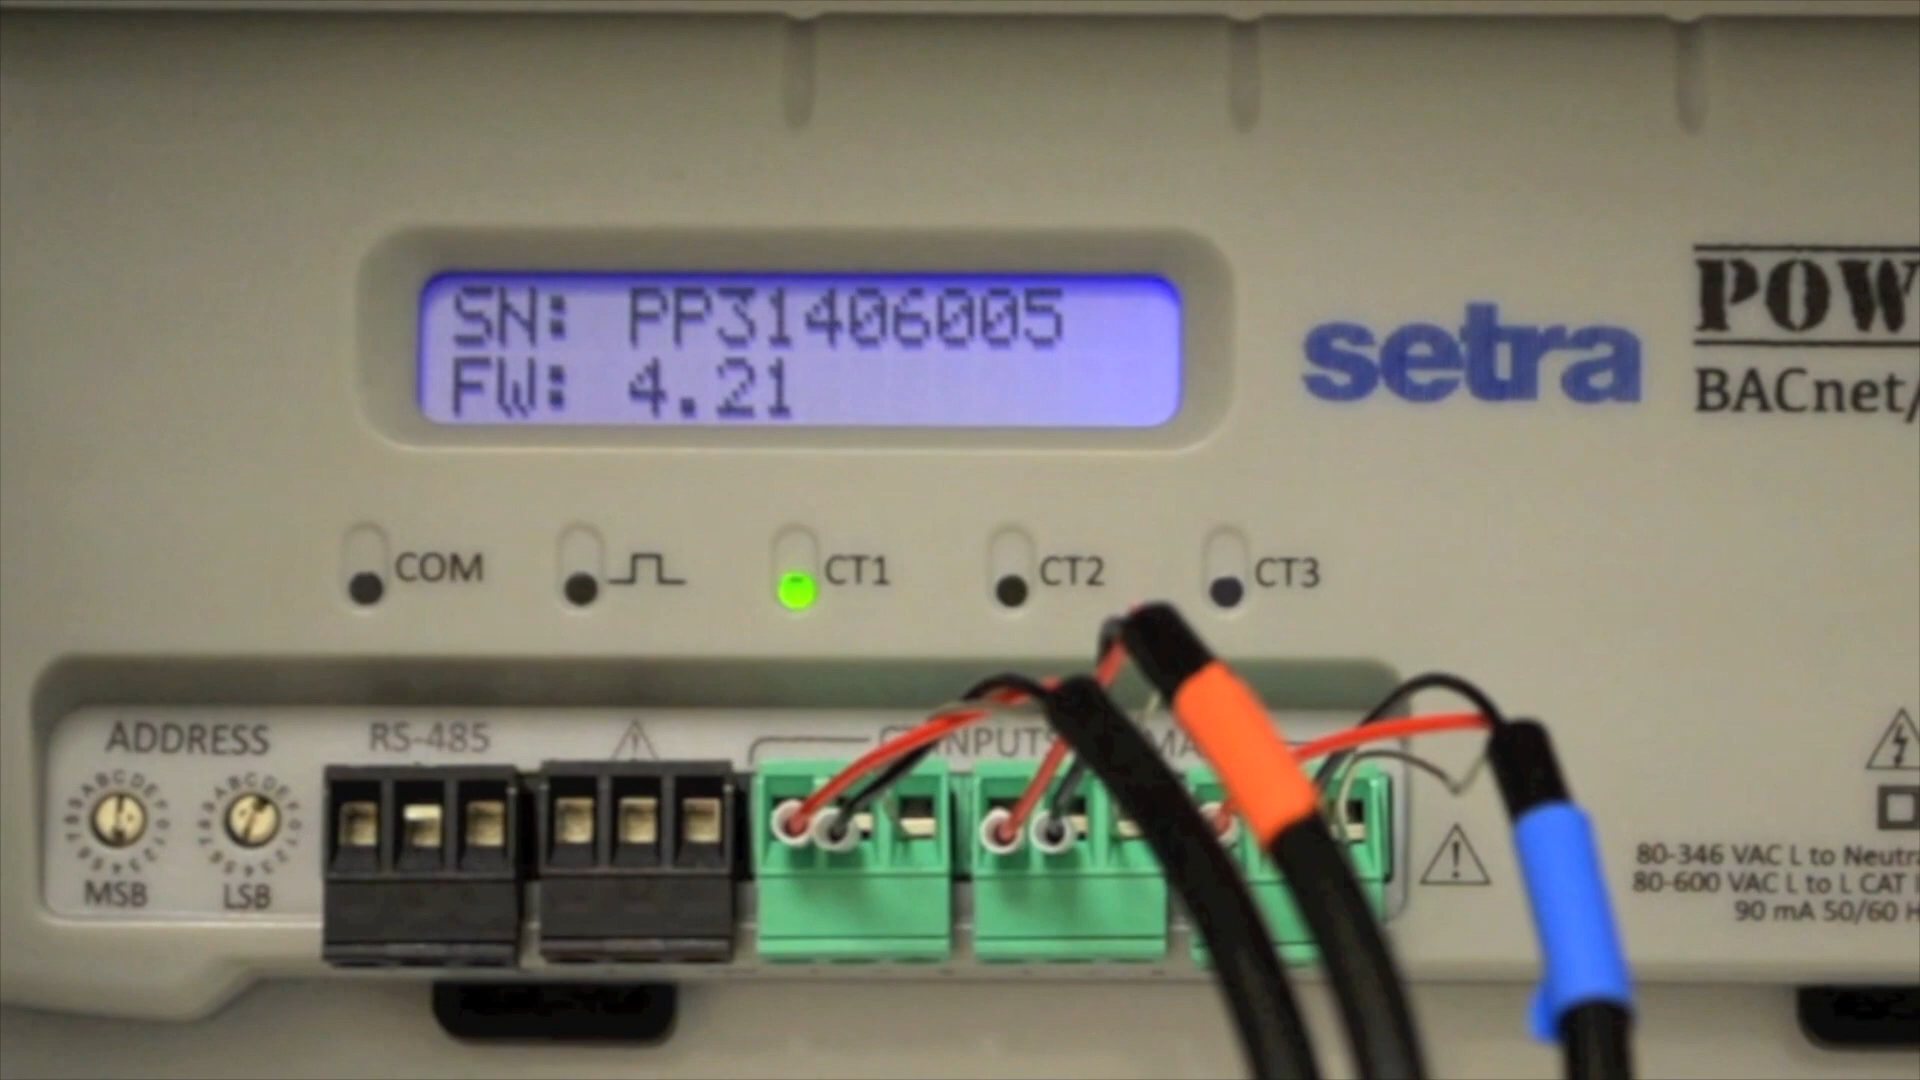 SN: PP31406005
FW: 4.21
setra
POW
BACnet/
COM
CT1
CT2
CT3
ADDRESS
RS-485
INPUTS
MSB
LSB
80-346 VAC L to Neutra
80-600 VAC L to L CAT I
90 mA 50/60 H